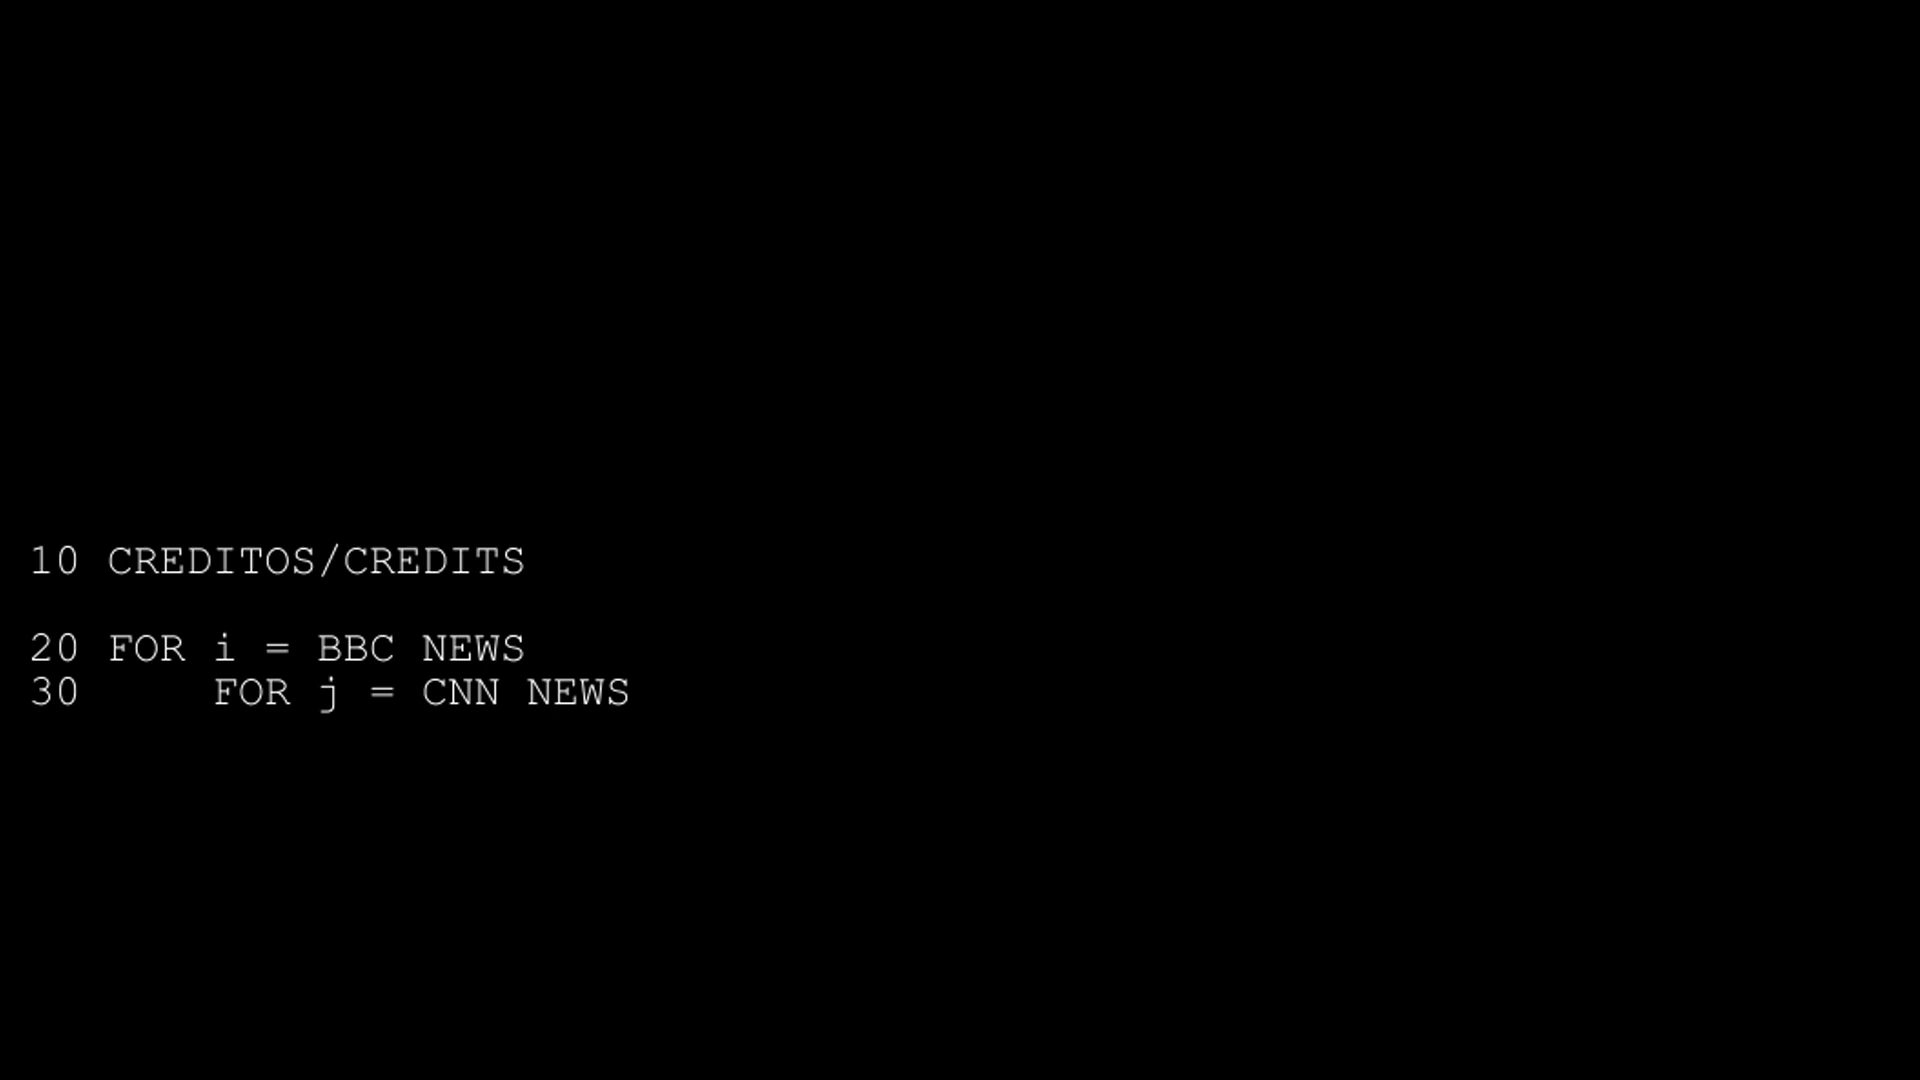 10 CREDITOS/CREDITS
20 FOR i = BBC NEWS
30     FOR j = CNN NEWS